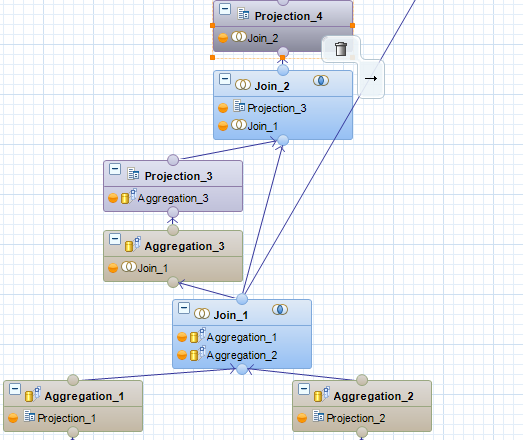 Projection_4
Join_2
Join_2
Projection_3
Join_1
Projection_3
Aggregation_3
Aggregation_3
Join_1
Join_1
Aggregation_1
Aggregation_2
Aggregation_1
Projection_1
Aggregation_2
Projection_2